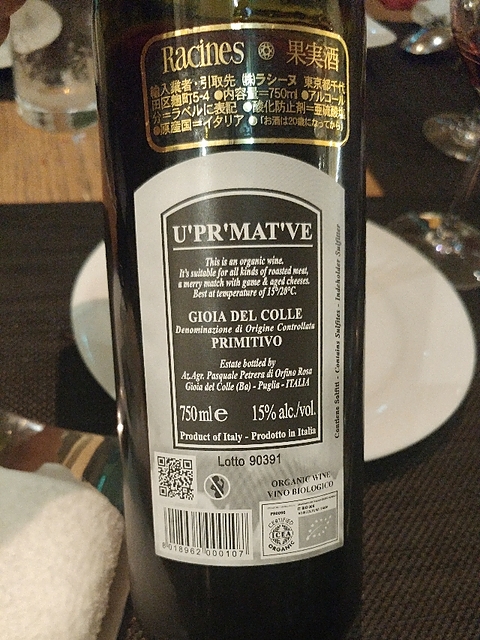 Racines 果実酒
輸入業者・引取先 ㈱ラシーヌ 東京都千代
田区麹町5-4 ●内容量=750ml ●アルコール
分=ラベルに表記 ●酸化防止剤=亜硫酸塩
●原産国=イタリア ●「お酒は20歳になってから」
U'PR'MAT'VE
This is an organic wine.
It's suitable for all kinds of roasted meat,
a merry match with game & aged cheeses.
Best at temperature of 15°/20°C.
GIOIA DEL COLLE
Denominazione di Origine Controllata
PRIMITIVO
Estate bottled by
Az.Agr. Pasquale Petrera di Orfino Rosa
Gioia del Colle (Ba) - Puglia - ITALIA
750 ml e 15% alc./vol.
Product of Italy - Prodotto in Italia
Contiene Solfiti - Contains Sulfites - Indeholder Sulfitter
Lotto 90391
ORGANIC WINE
VINO BIOLOGICO
CERTIFIED
ICEA
ORGANIC
8 018962 000107